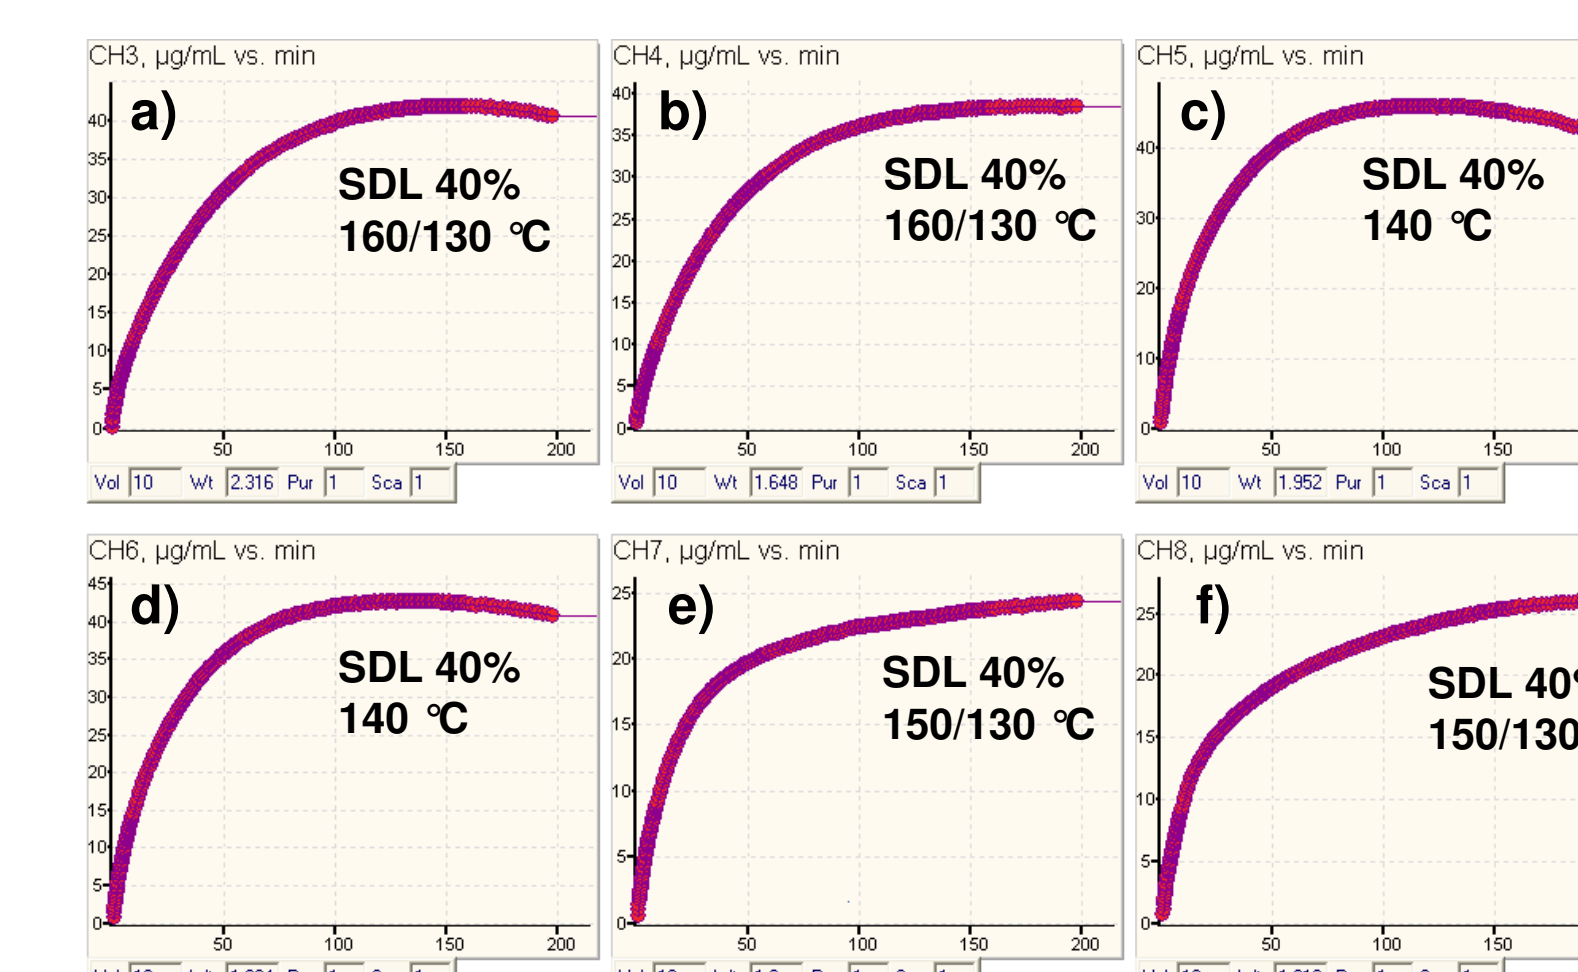 CH3, µg/mL vs. min
a)
SDL 40%
160/130 °C
40
35
30
25
20
15
10
5
0
50 100 150 200
Vol 10 Wt 2.316 Pur 1 Sca 1
CH4, µg/mL vs. min
b)
SDL 40%
160/130 °C
40
35
30
25
20
15
10
5
0
50 100 150 200
Vol 10 Wt 1.648 Pur 1 Sca 1
CH5, µg/mL vs. min
c)
SDL 40%
140 °C
40
30
20
10
0
50 100 150
Vol 10 Wt 1.952 Pur 1 Sca 1
CH6, µg/mL vs. min
d)
SDL 40%
140 °C
45
40
35
30
25
20
15
10
5
0
50 100 150 200
CH7, µg/mL vs. min
e)
SDL 40%
150/130 °C
25
20
15
10
5
0
50 100 150 200
CH8, µg/mL vs. min
f)
SDL 40%
150/130
25
20
15
10
5
0
50 100 150